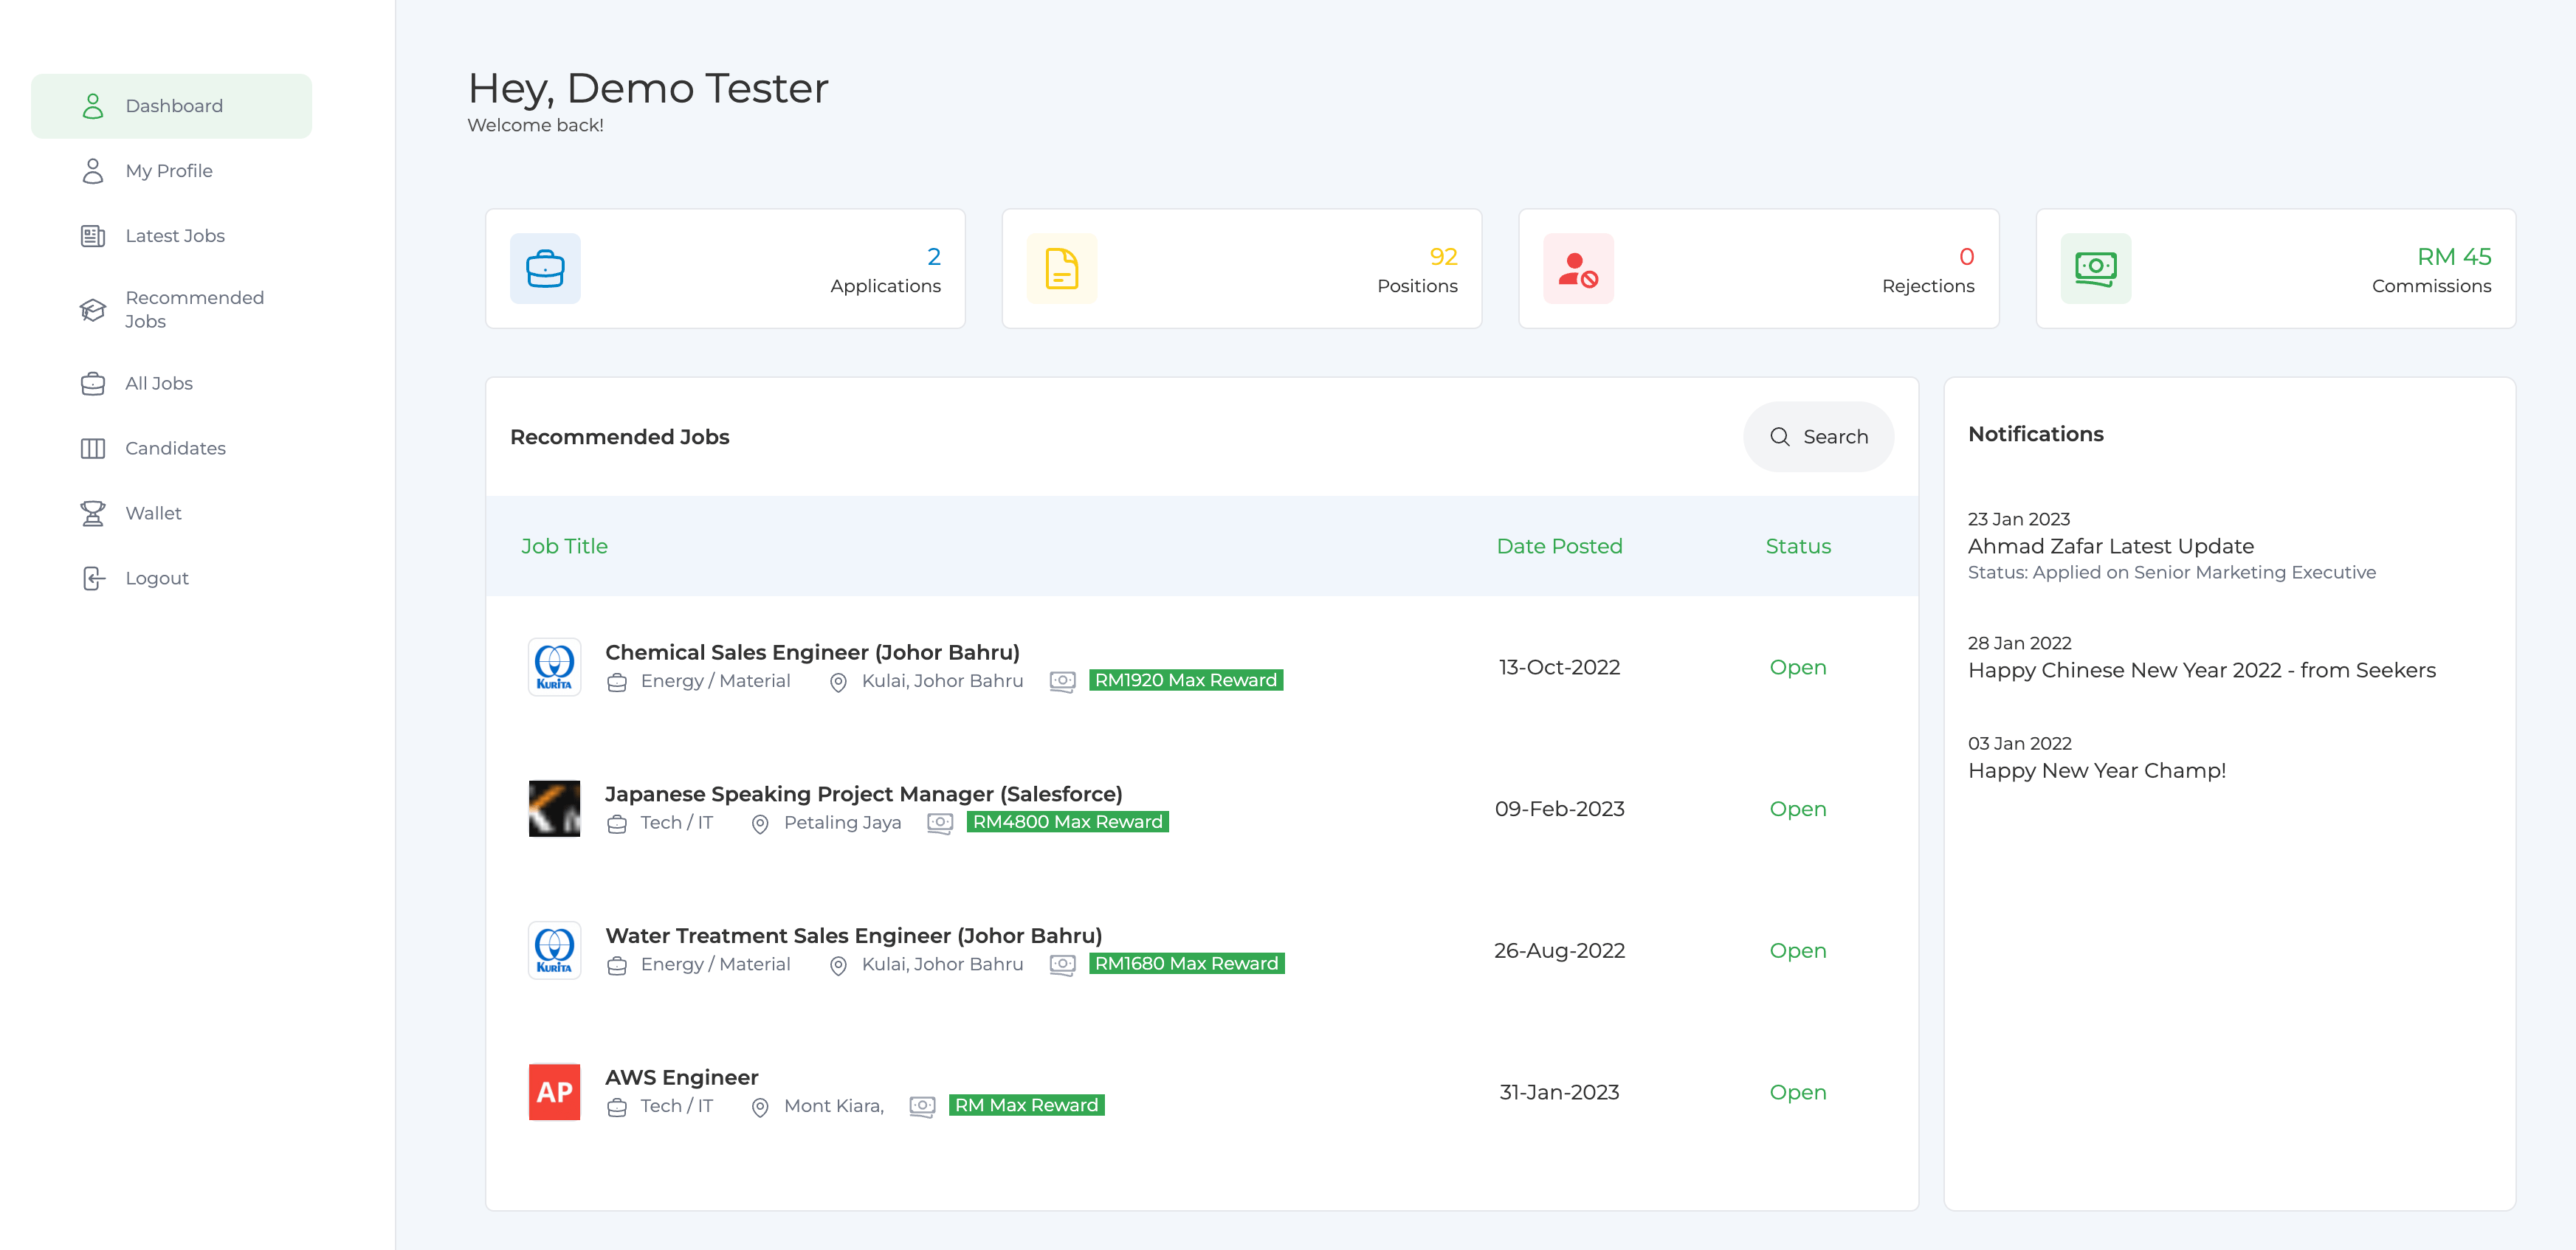 Dashboard
My Profile
Latest Jobs
Recommended
Jobs
All Jobs
Candidates
Wallet
Logout
Hey, Demo Tester
Welcome back!
2
Applications
92
Positions
0
Rejections
RM 45
Commissions
Recommended Jobs
Search
Job Title
Date Posted
Status
KURITA
Chemical Sales Engineer (Johor Bahru)
Energy / Material
Kulai, Johor Bahru
RM1920 Max Reward
13-Oct-2022
Open
Japanese Speaking Project Manager (Salesforce)
Tech / IT
Petaling Jaya
RM4800 Max Reward
09-Feb-2023
Open
KURITA
Water Treatment Sales Engineer (Johor Bahru)
Energy / Material
Kulai, Johor Bahru
RM1680 Max Reward
26-Aug-2022
Open
AP
AWS Engineer
Tech / IT
Mont Kiara,
RM Max Reward
31-Jan-2023
Open
Notifications
23 Jan 2023
Ahmad Zafar Latest Update
Status: Applied on Senior Marketing Executive
28 Jan 2022
Happy Chinese New Year 2022 - from Seekers
03 Jan 2022
Happy New Year Champ!